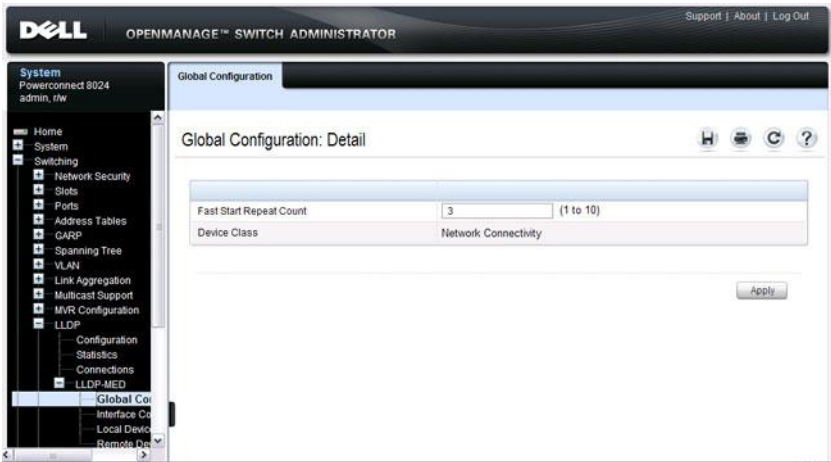 Support | About | Log Out
DELL
OPENMANAGE™ SWITCH ADMINISTRATOR
System
Powerconnect 8024
admin, r/w
Global Configuration
Home
System
Switching
Network Security
Slots
Ports
Address Tables
GARP
Spanning Tree
VLAN
Link Aggregation
Multicast Support
MVR Configuration
LLDP
Configuration
Statistics
Connections
LLDP-MED
Global Co
Interface Co
Local Device
Remote De
Global Configuration: Detail
?
Fast Start Repeat Count 3 (1 to 10)
Device Class Network Connectivity
Apply